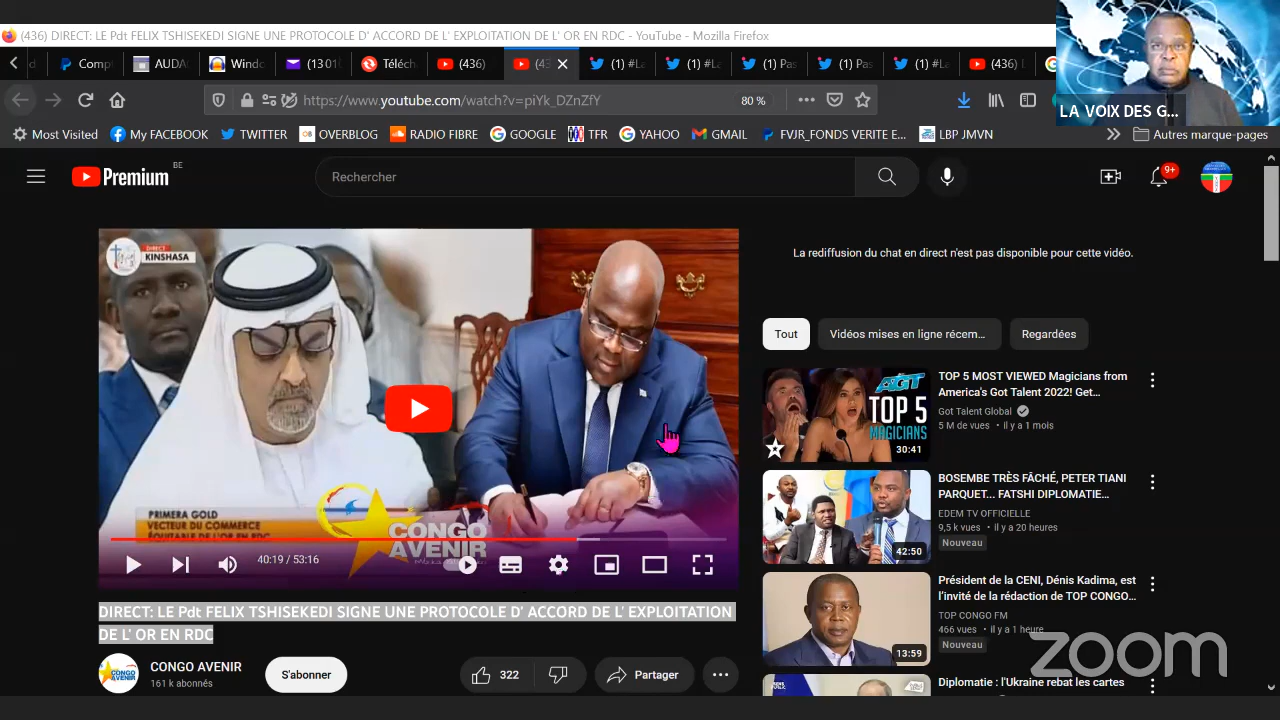 (436) DIRECT: LE Pdt FELIX TSHISEKEDI SIGNE UNE PROTOCOLE D' ACCORD DE L' EXPLOITATION DE L' OR EN RDC - YouTube - Mozilla Firefox
Compt
AUDA
Windo
(1301
Téléch
(436)
(43
#La
#La
Pas
Pas
#La
(436) L
https://www.youtube.com/watch?v=piYk_DZnZfY
80 %
LA VOIX DES G...
Most Visited
My FACEBOOK
TWITTER
OVERBLOG
RADIO FIBRE
GOOGLE
TFR
YAHOO
GMAIL
FVJR_FONDS VERITE E...
LBP JMVN
Autres marque-pages
Premium
BE
Rechercher
9+
DIRECT
KINSHASA
PRIMERA GOLD
VECTEUR DU COMMERCE
ÉQUITABLE DE L'OR EN RDC
CONGO
AVENIR
40:19 / 53:16
DIRECT: LE Pdt FELIX TSHISEKEDI SIGNE UNE PROTOCOLE D' ACCORD DE L' EXPLOITATION
DE L' OR EN RDC
CONGO AVENIR
161 k abonnés
S'abonner
322
Partager
La rediffusion du chat en direct n'est pas disponible pour cette vidéo.
Tout
Vidéos mises en ligne récem...
Regardées
AGT
TOP 5
MAGICIANS
30:41
TOP 5 MOST VIEWED Magicians from
America's Got Talent 2022! Get...
Got Talent Global
5 M de vues • il y a 1 mois
42:50
BOSEMBE TRÈS FÂCHÉ, PETER TIANI
PARQUET... FATSHI DIPLOMATIE...
EDEM TV OFFICIELLE
9,5 k vues • il y a 20 heures
Nouveau
13:59
Président de la CENI, Dénis Kadima, est
l'invité de la rédaction de TOP CONGO...
TOP CONGO FM
466 vues • il y a 1 heure
Nouveau
Diplomatie : l'Ukraine rebat les cartes
zoom